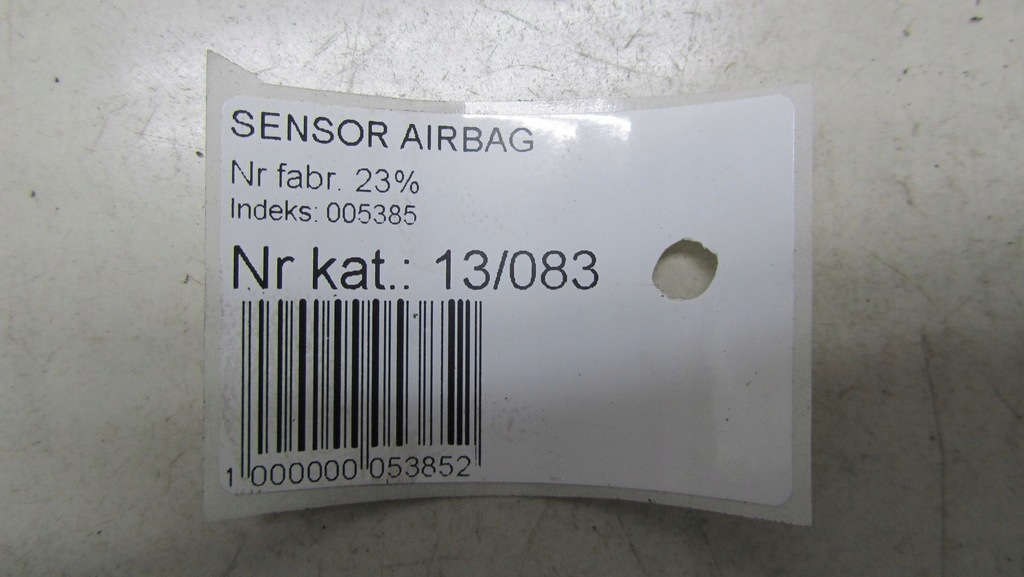 SENSOR AIRBAG
Nr fabr. 23%
Indeks: 005385
Nr kat.: 13/083
1 000000 053852